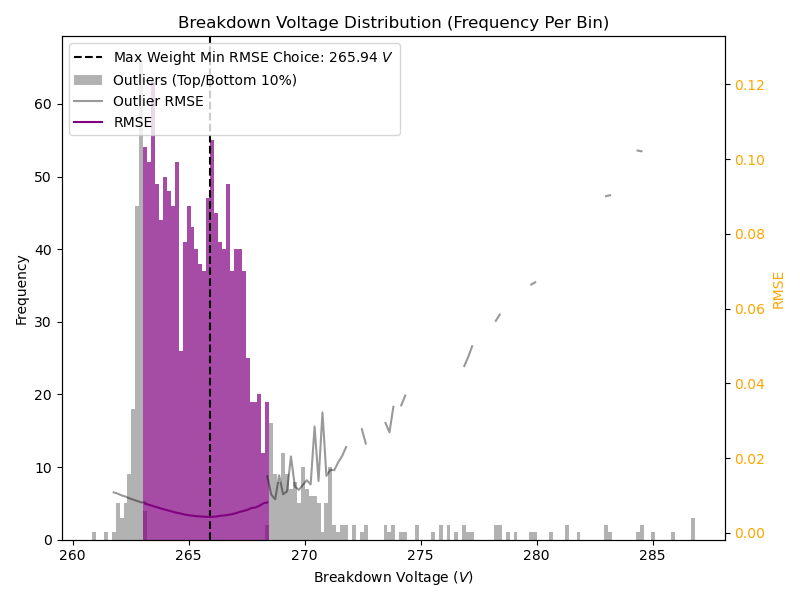 Breakdown Voltage Distribution (Frequency Per Bin)
Max Weight Min RMSE Choice: 265.94 V
Outliers (Top/Bottom 10%)
Outlier RMSE
RMSE
60
50
40
30
20
10
0
Frequency
0.12
0.10
0.08
0.06
0.04
0.02
0.00
RMSE
260 265 270 275 280 285
Breakdown Voltage (V)